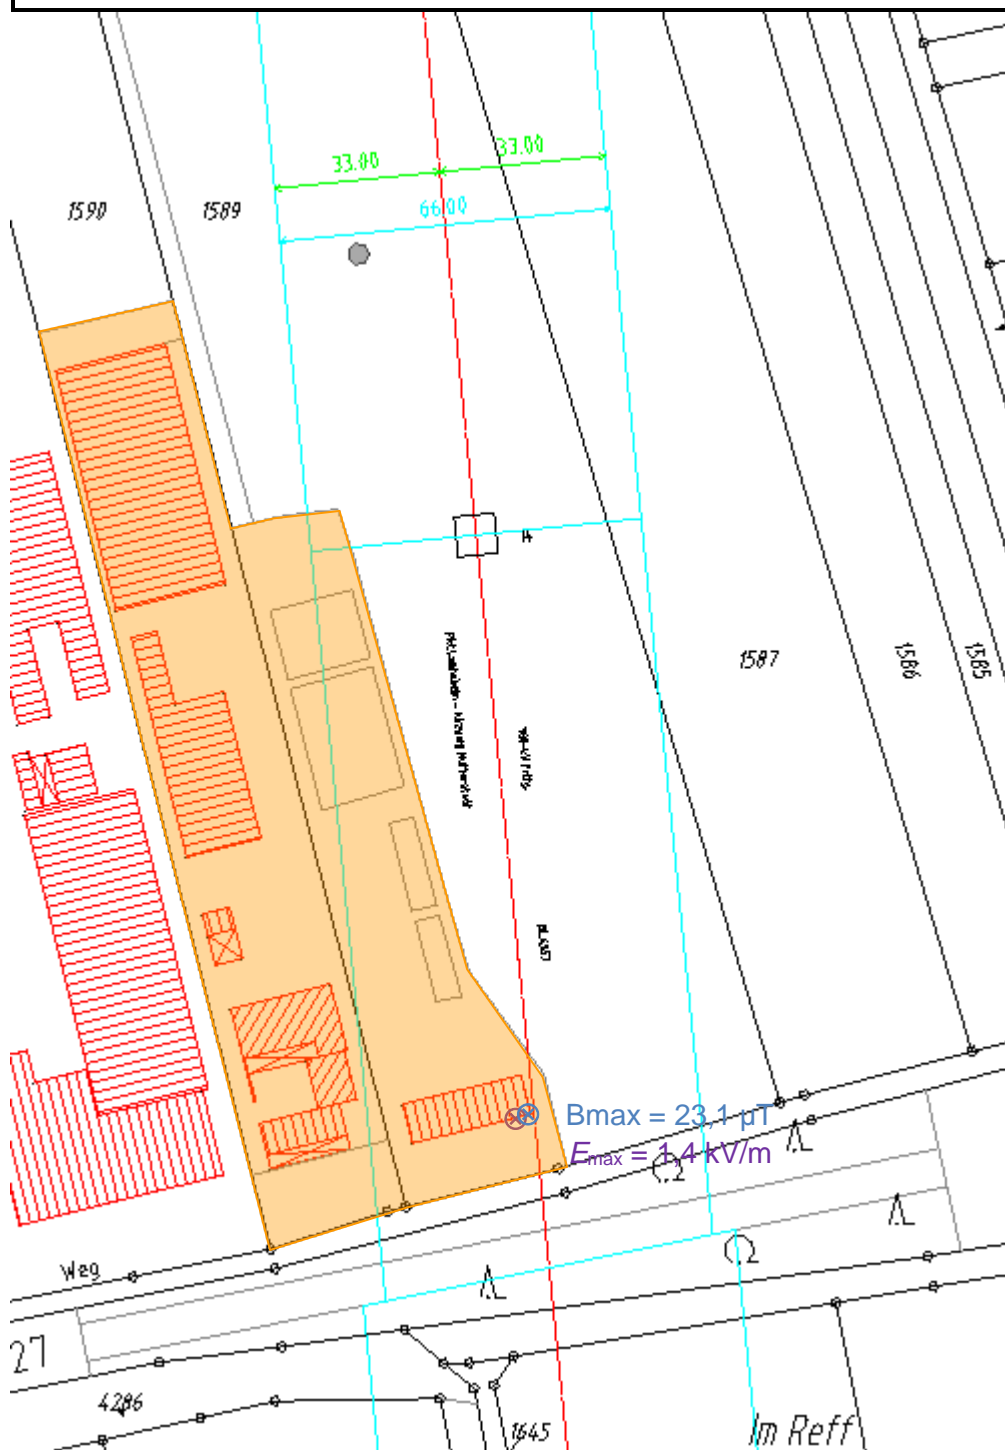 33.00
33.00
66.00
1590
1589
1587
1586
1585
Bmax = 23,1 µT
Emax = 1,4 kV/m
Weg
27
4286
1645
Im Reff